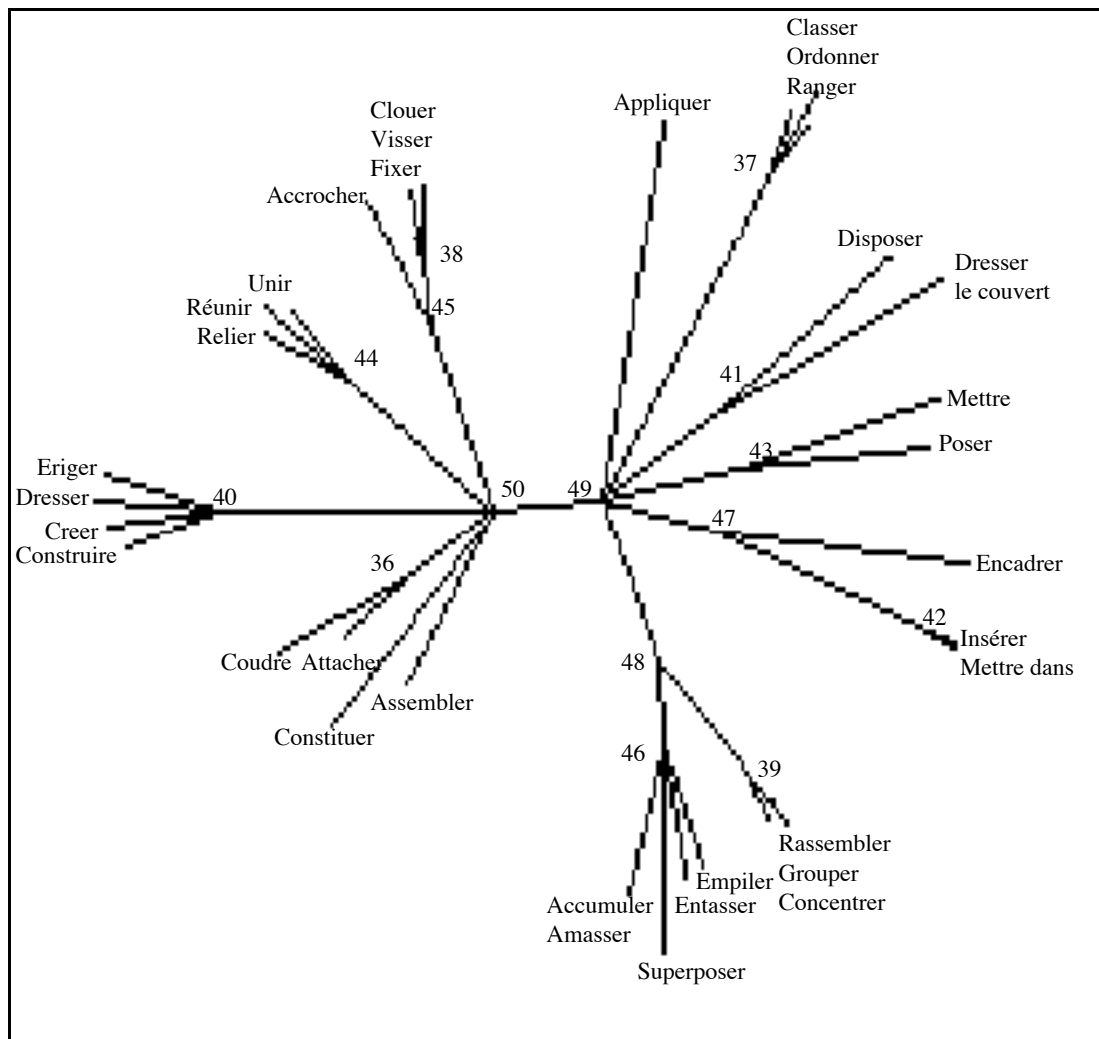 Classer
Ordonner
Ranger
Appliquer
37
Clouer
Visser
Fixer
Accrocher
38
45
Disposer
Dresser
le couvert
Unir
Réunir
Relier
44
41
Mettre
43
Poser
Eriger
Dresser
Creer
Construire
40
50
49
47
Encadrer
36
42
Insérer
Mettre dans
Coudre
Attacher
Assembler
Constituer
48
46
39
Rassembler
Grouper
Concentrer
Empiler
Entasser
Accumuler
Amasser
Superposer